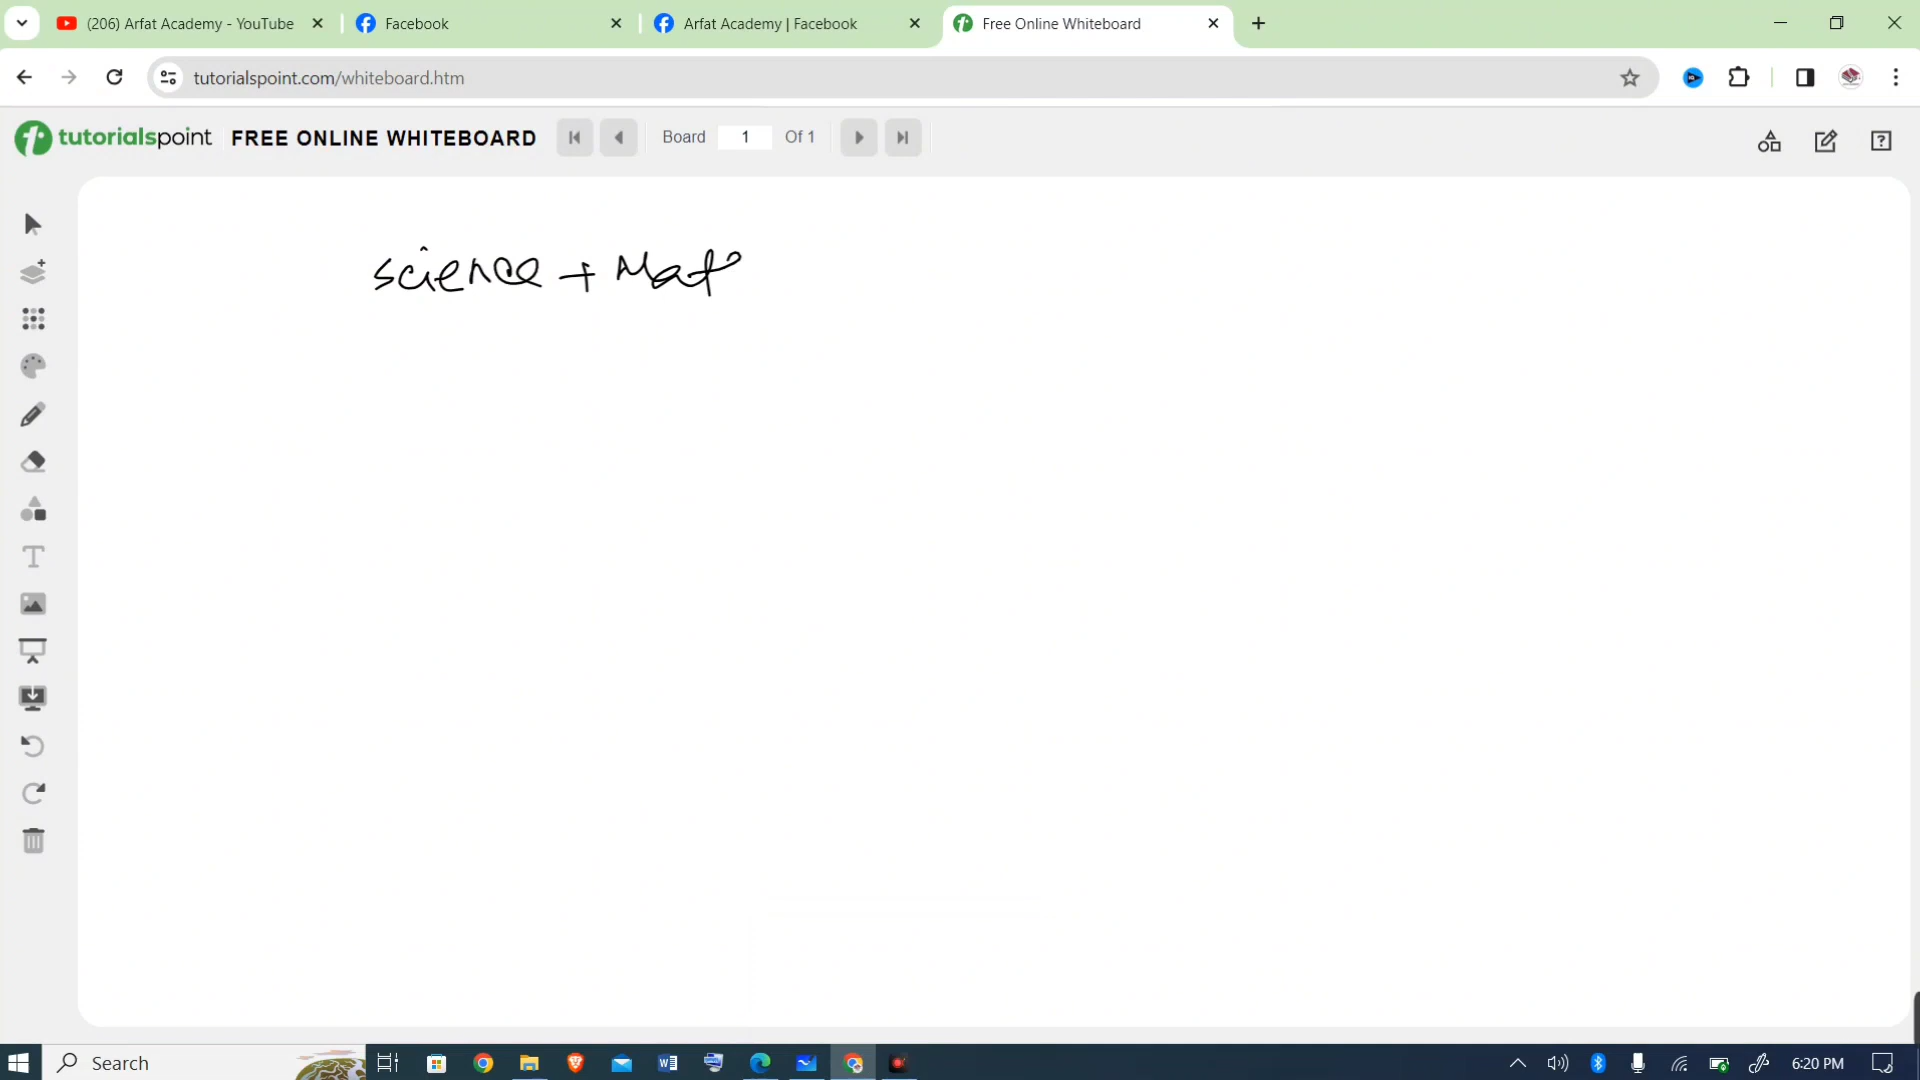 (206) Arfat Academy - YouTube
Facebook
Arfat Academy | Facebook
Free Online Whiteboard
tutorialspoint.com/whiteboard.htm
tutorialspoint FREE ONLINE WHITEBOARD Board 1 Of 1
science + Mat
Search
6:20 PM